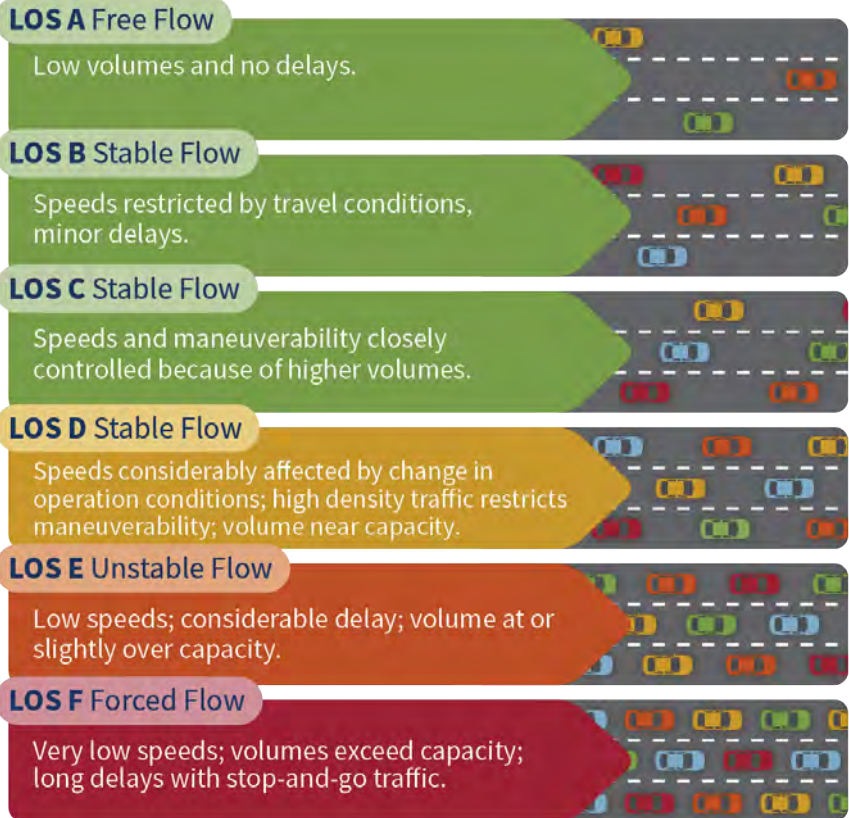 LOS A Free Flow
Low volumes and no delays.
LOS B Stable Flow
Speeds restricted by travel conditions,
minor delays.
LOS C Stable Flow
Speeds and maneuverability closely
controlled because of higher volumes.
LOS D Stable Flow
Speeds considerably affected by change in
operation conditions; high density traffic restricts
maneuverability; volume near capacity.
LOS E Unstable Flow
Low speeds; considerable delay; volume at or
slightly over capacity.
LOS F Forced Flow
Very low speeds; volumes exceed capacity;
long delays with stop-and-go traffic.